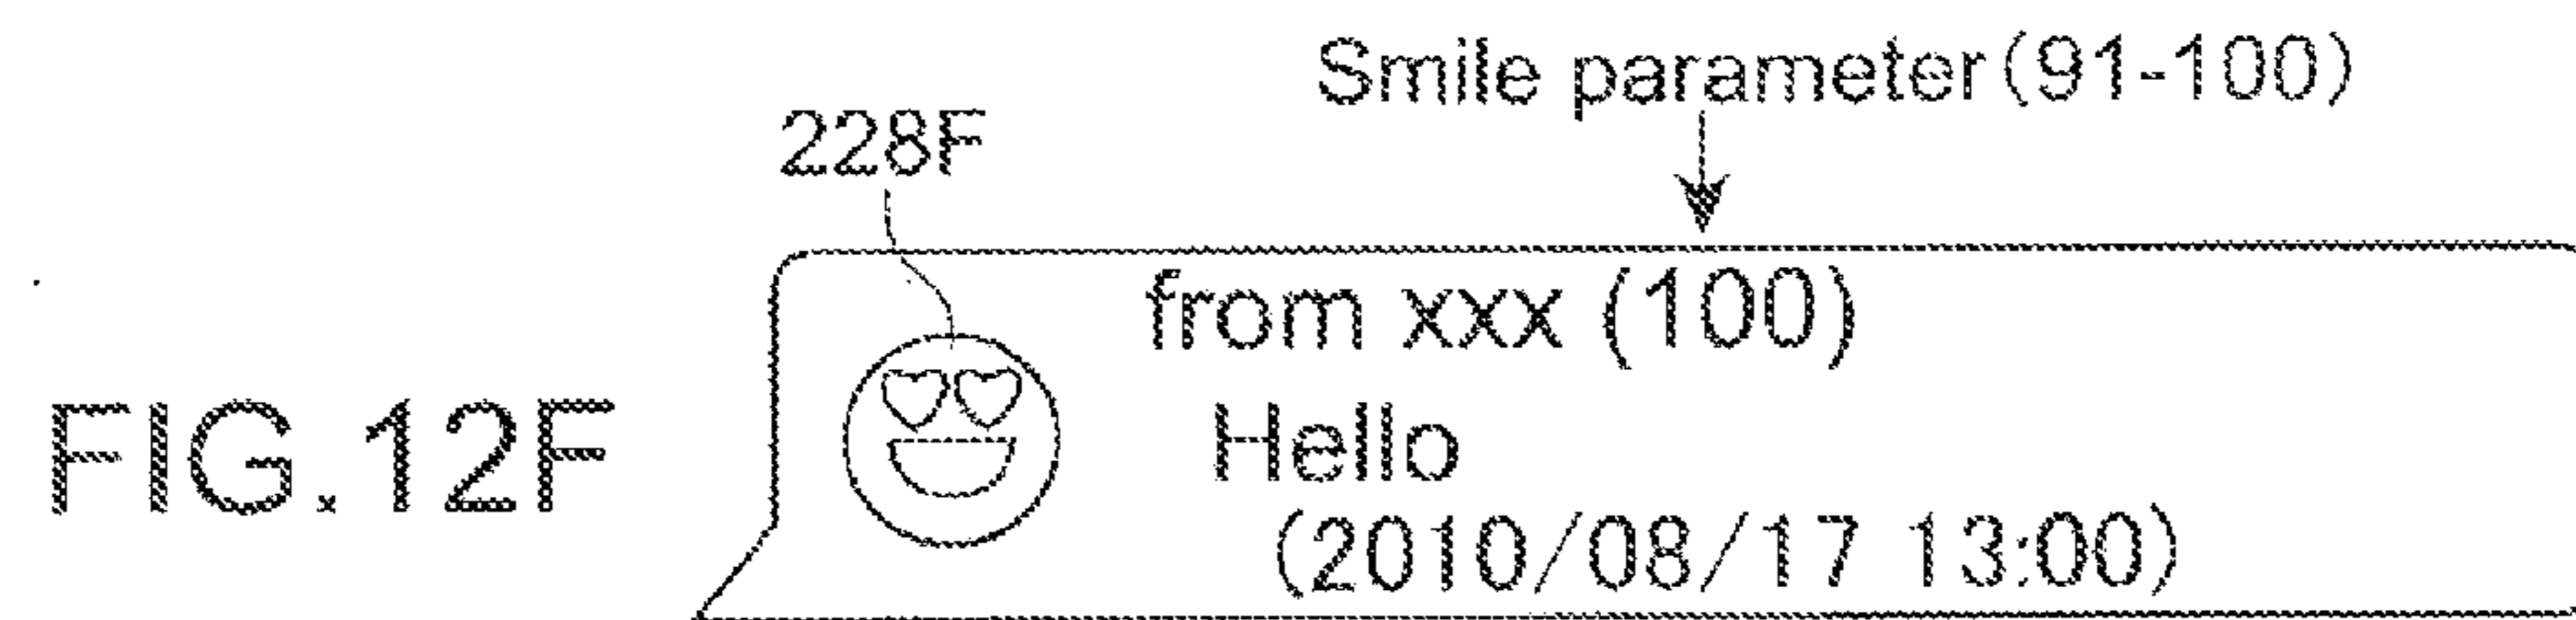 Smile parameter(91-100)
228F
from xxx (100)
Hello
(2010/08/17 13:00)
FIG.12F